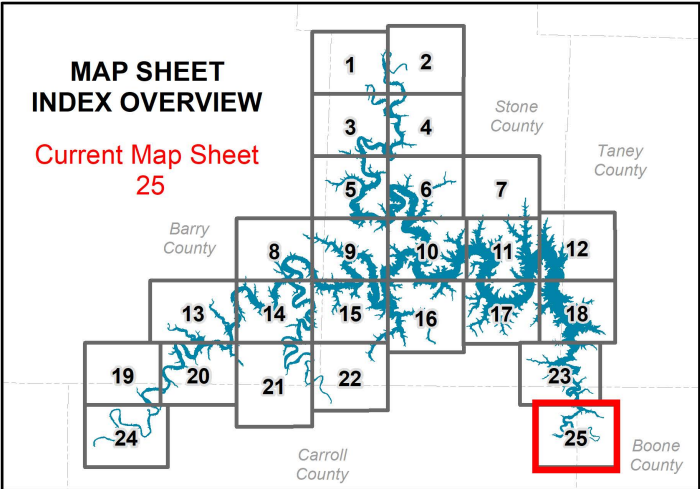 MAP SHEET
INDEX OVERVIEW
Current Map Sheet
25
1
2
Stone
County
3
4
Taney
County
5
6
7
Barry
County
8
9
10
11
12
13
14
15
16
17
18
19
20
21
22
23
24
25
Carroll
County
Boone
County